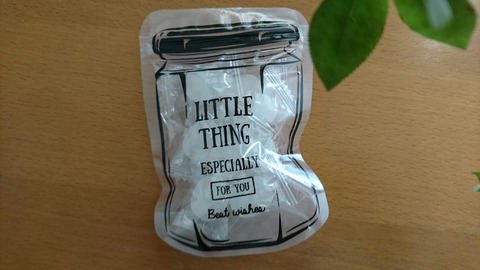 LITTLE
THING
ESPECIALLY
FOR YOU
Best wishes